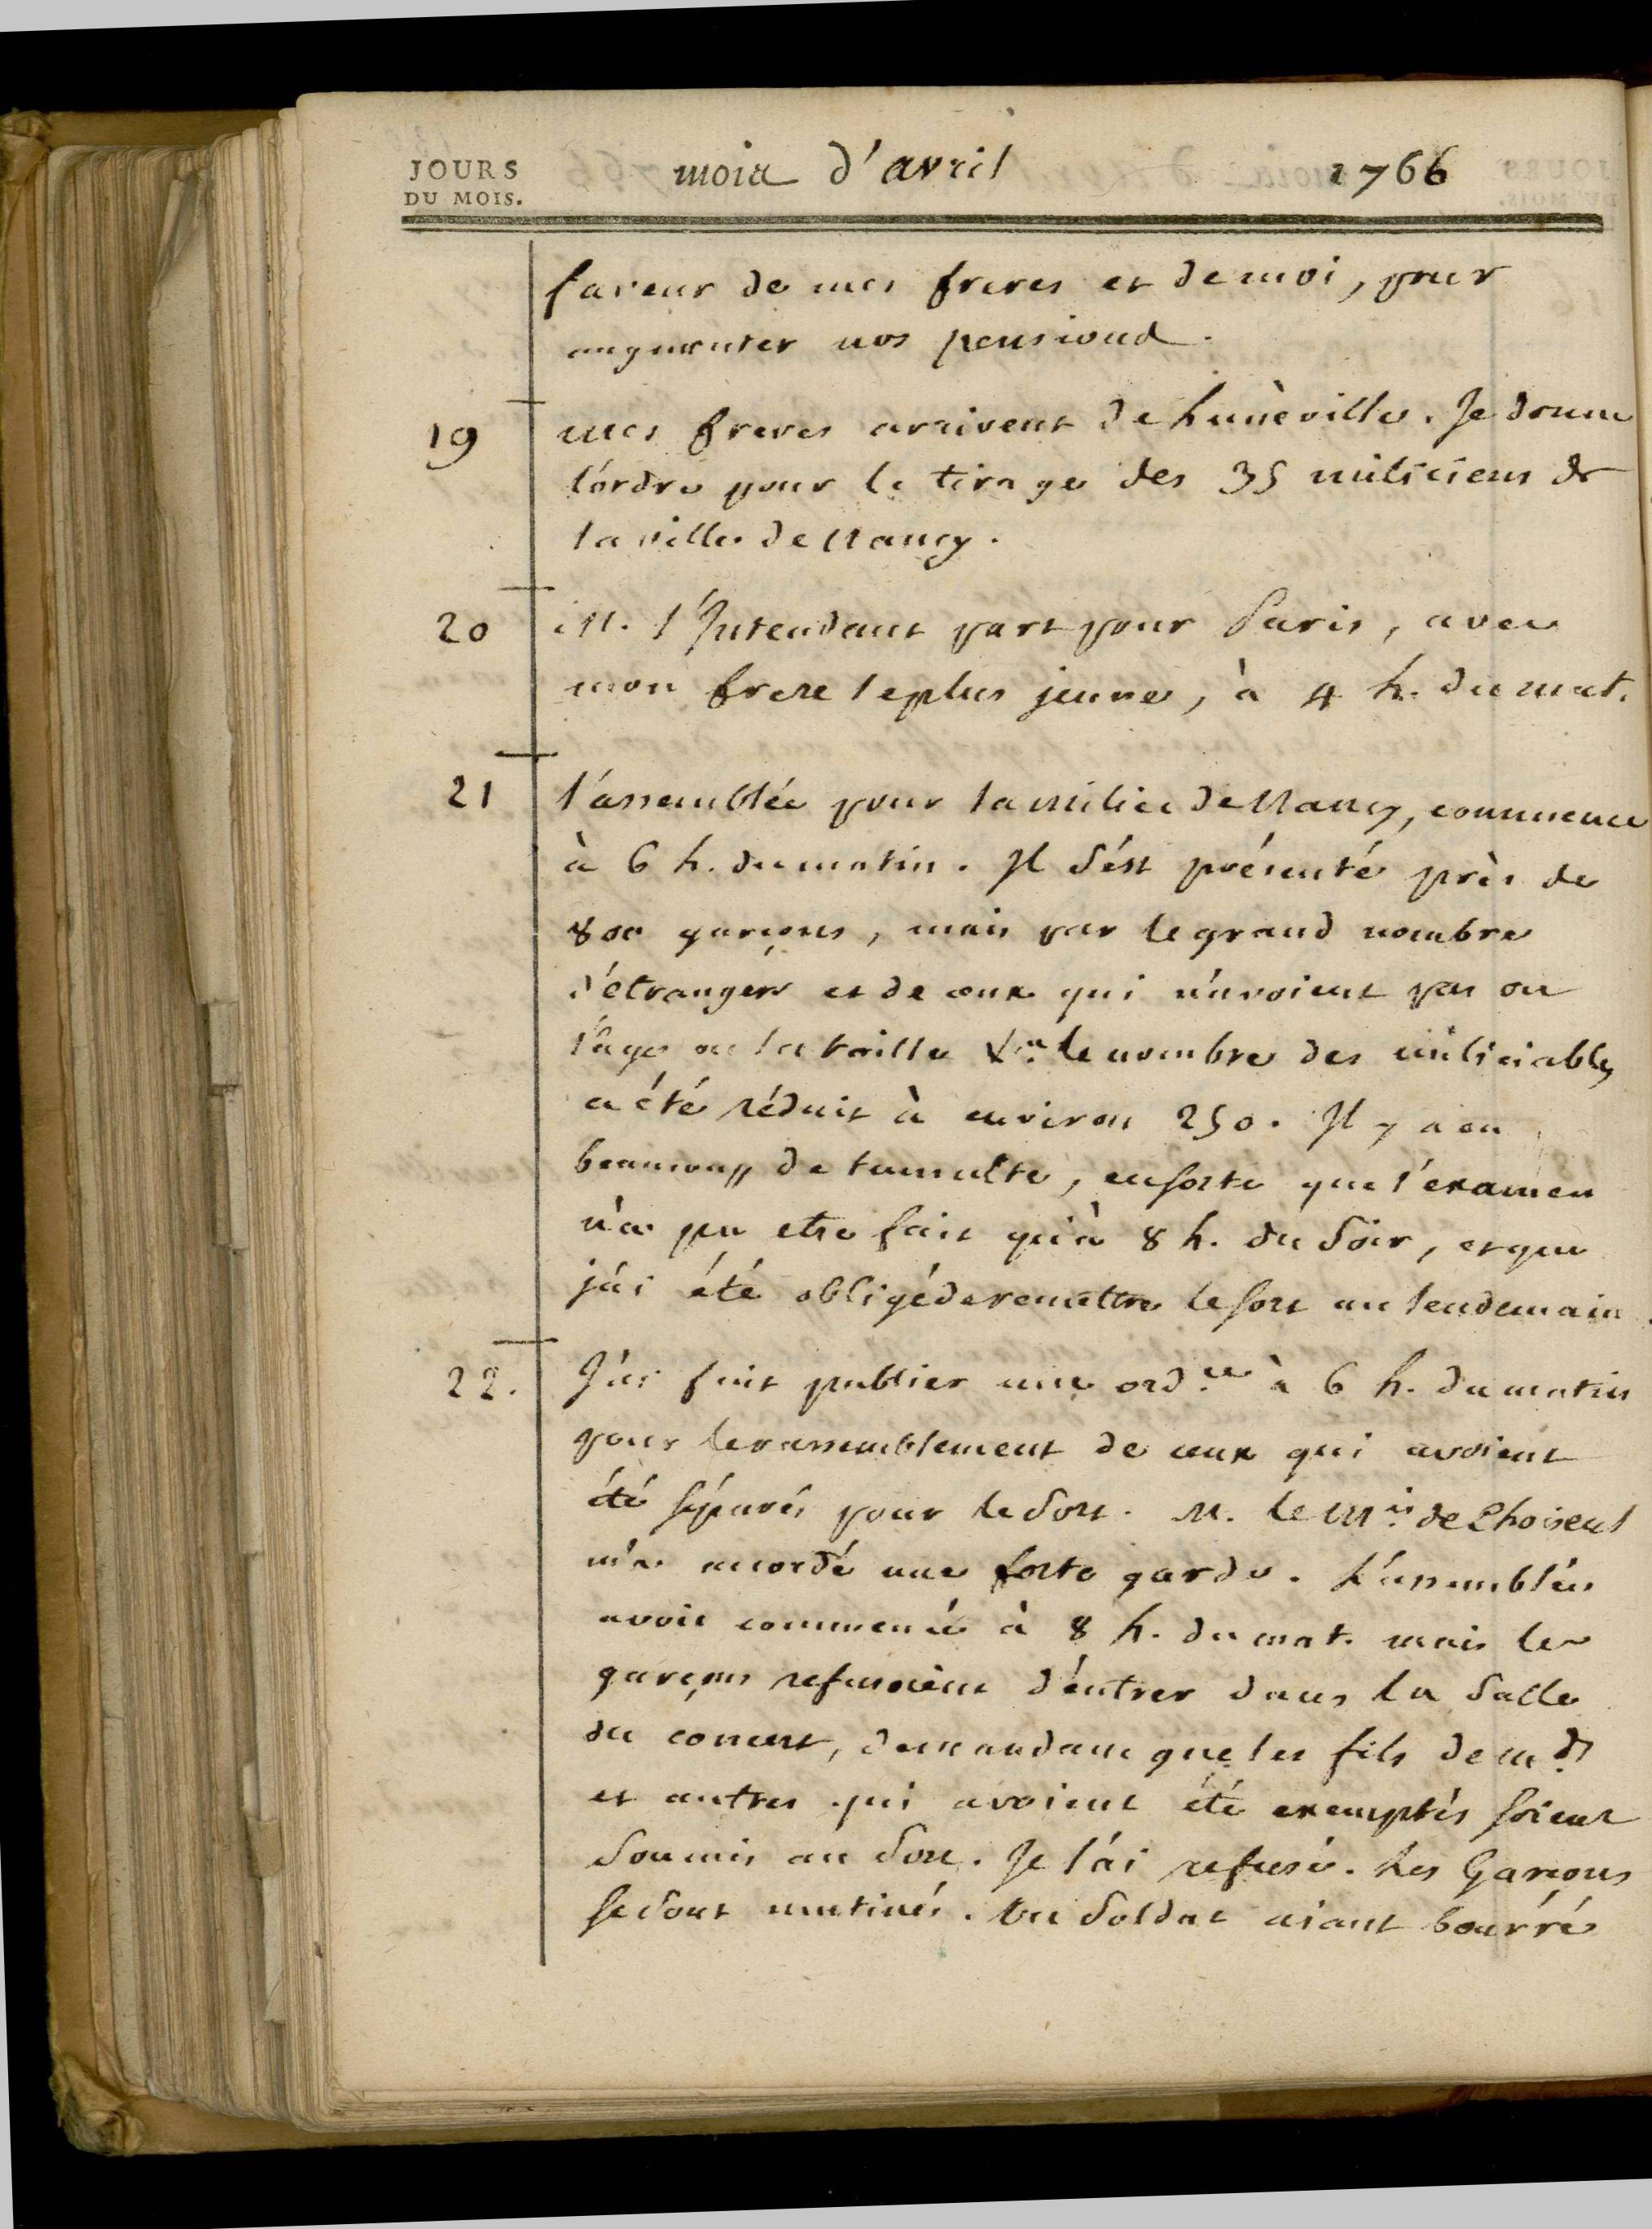 JOURS
DU MOIS.
mois d'avril 1766
faveur de mes freres et de moi, pour
augmenter nos pensions.
19 mes freres arrivent de Lunèville. Je donne
l'ordre pour le tirage des 35 miliciens de
la ville de Nancy.
20 M. l'Intendant part pour Paris, avec
mon frere le plus jeune, à 4 h. du mat.
21 l'assemblée pour la milice de Nancy, commence
à 6 h. du matin. Il s'est présenté près de
800 garçons, mais par le grand nombre
d'étrangers et de ceux qui n'avoient pas ou
l'age ou la taille &a. le nombre des miliciables
a été réduit à environ 250. Il y a eu
beaucoup de tumulte, ensorte que l'examen
n'a pu etre fait qu'à 8 h. du soir, et que
j'ai été obligé de remettre le sort au lendemain.
22. J'ai fait publier une ord.ce à 6 h. du matin
pour le rassemblement de ceux qui avoient
été séparés pour le sort. M. le M.is de Choiseul
m'a accordé une forte garde. L'assemblée
avoit commencé à 8 h. du mat. mais les
garçons refusoient d'entrer dans la salle
du concert, demandant que les fils de m.ds
et autres qui avoient été exemptés soient
soumis au sort. Je l'ai refusé. Les Garçons
se sont mutinés. Un soldat aiant bourré